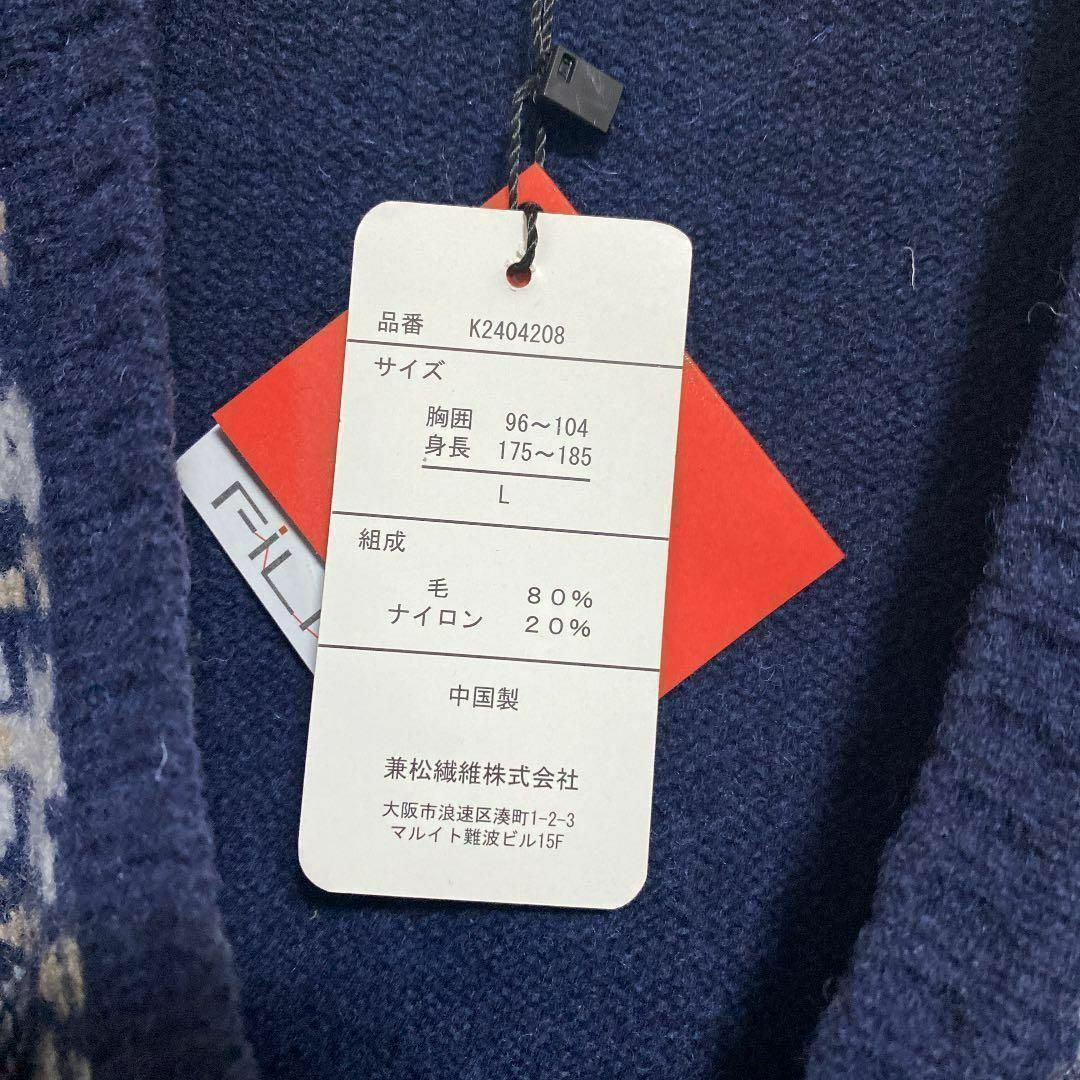 品番 K2404208
サイズ
胸囲 96～104
身長 175～185
L
組成
毛 80%
ナイロン 20%
中国製
兼松繊維株式会社
大阪市浪速区湊町1-2-3
マルイト難波ビル15F